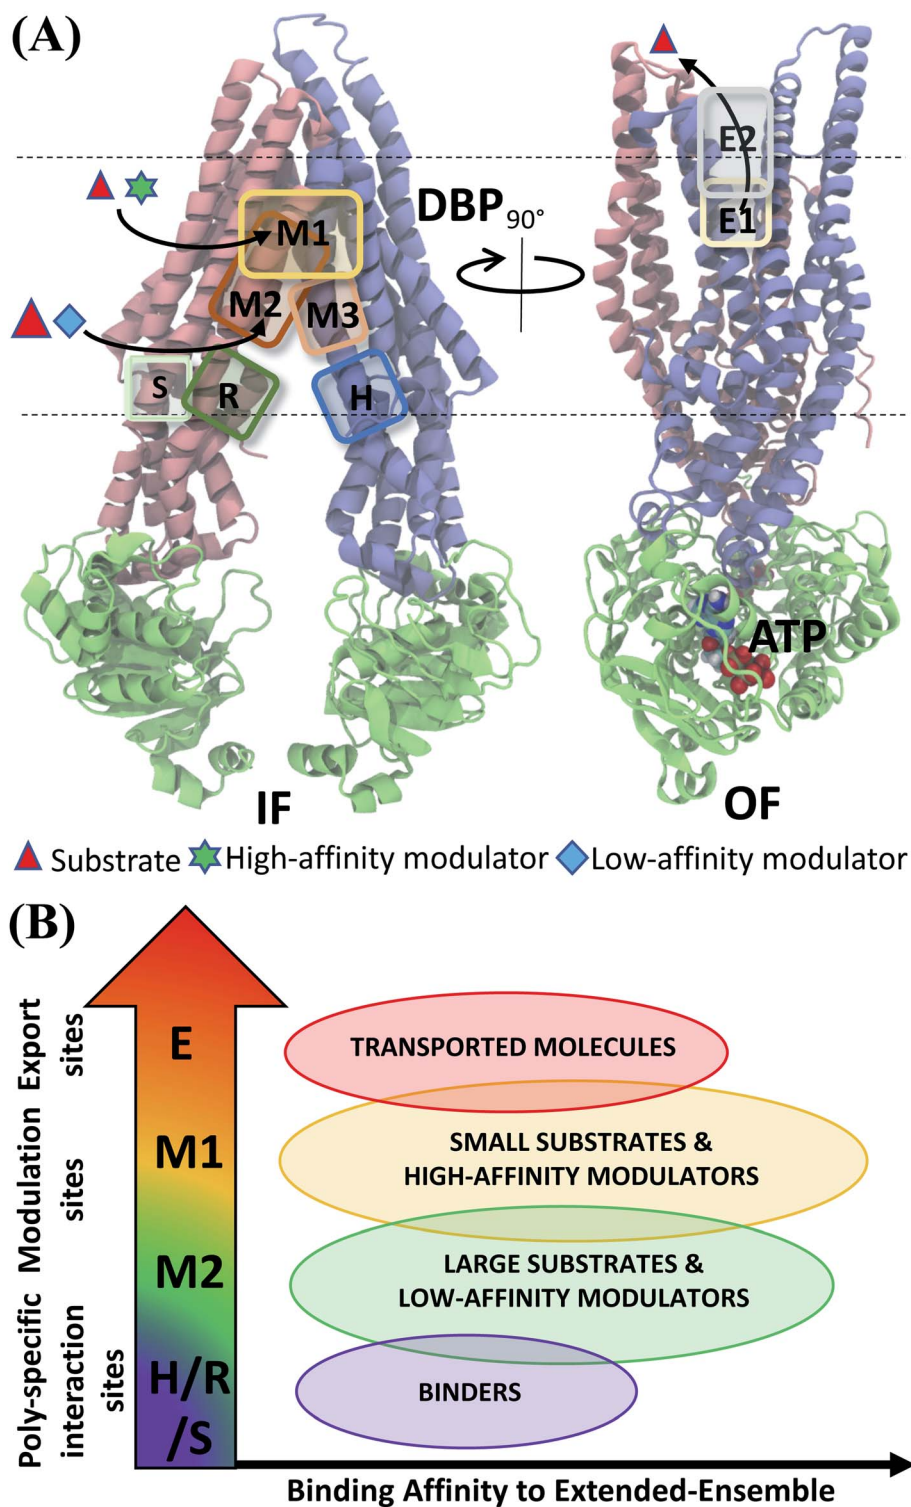 (A)
E2
DBP
90°
M1
E1
M2
M3
S
R
H
ATP
IF
OF
Substrate
High-affinity modulator
Low-affinity modulator
(B)
Export
sites
Modulation
sites
Poly-specific
interaction
sites
E
M1
M2
H/R
/S
TRANSPORTED MOLECULES
SMALL SUBSTRATES &
HIGH-AFFINITY MODULATORS
LARGE SUBSTRATES &
LOW-AFFINITY MODULATORS
BINDERS
Binding Affinity to Extended-Ensemble